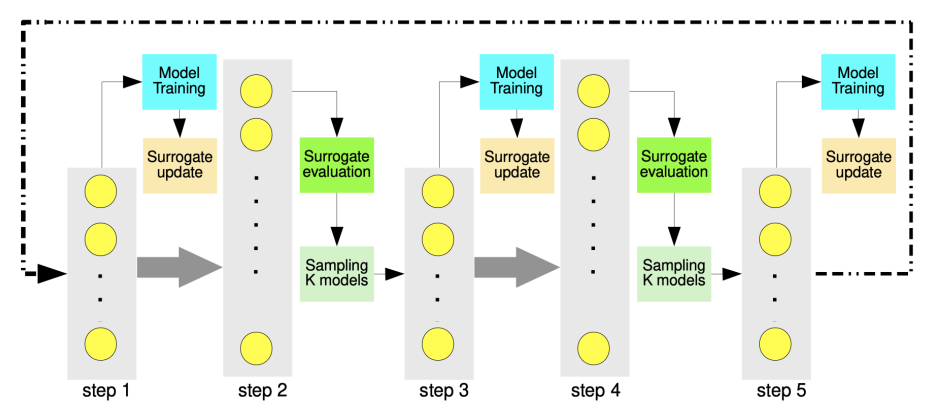 Model
Training
Surrogate
update
Surrogate
evaluation
Sampling
K models
Model
Training
Surrogate
update
Surrogate
evaluation
Sampling
K models
Model
Training
Surrogate
update
step 1
step 2
step 3
step 4
step 5